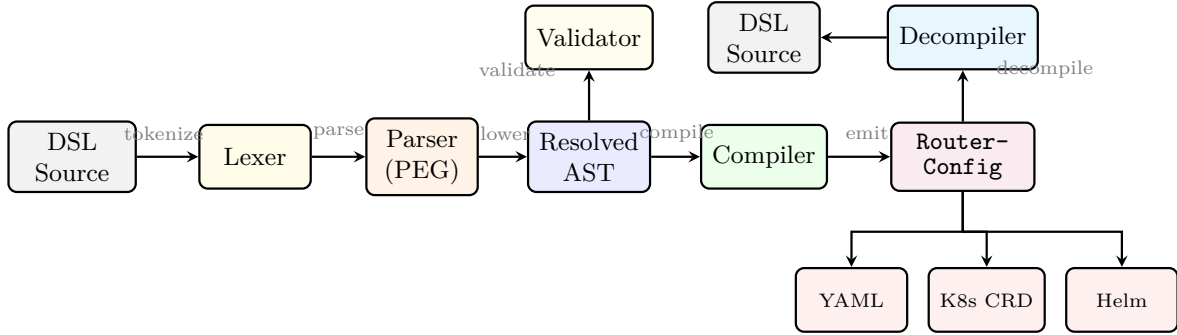 Validator
DSL
Source
Decompiler
validate
decompile
DSL
Source
tokenize
Lexer
parse
Parser
(PEG)
lower
Resolved
AST
compile
Compiler
emit
Router-
Config
YAML
K8s CRD
Helm